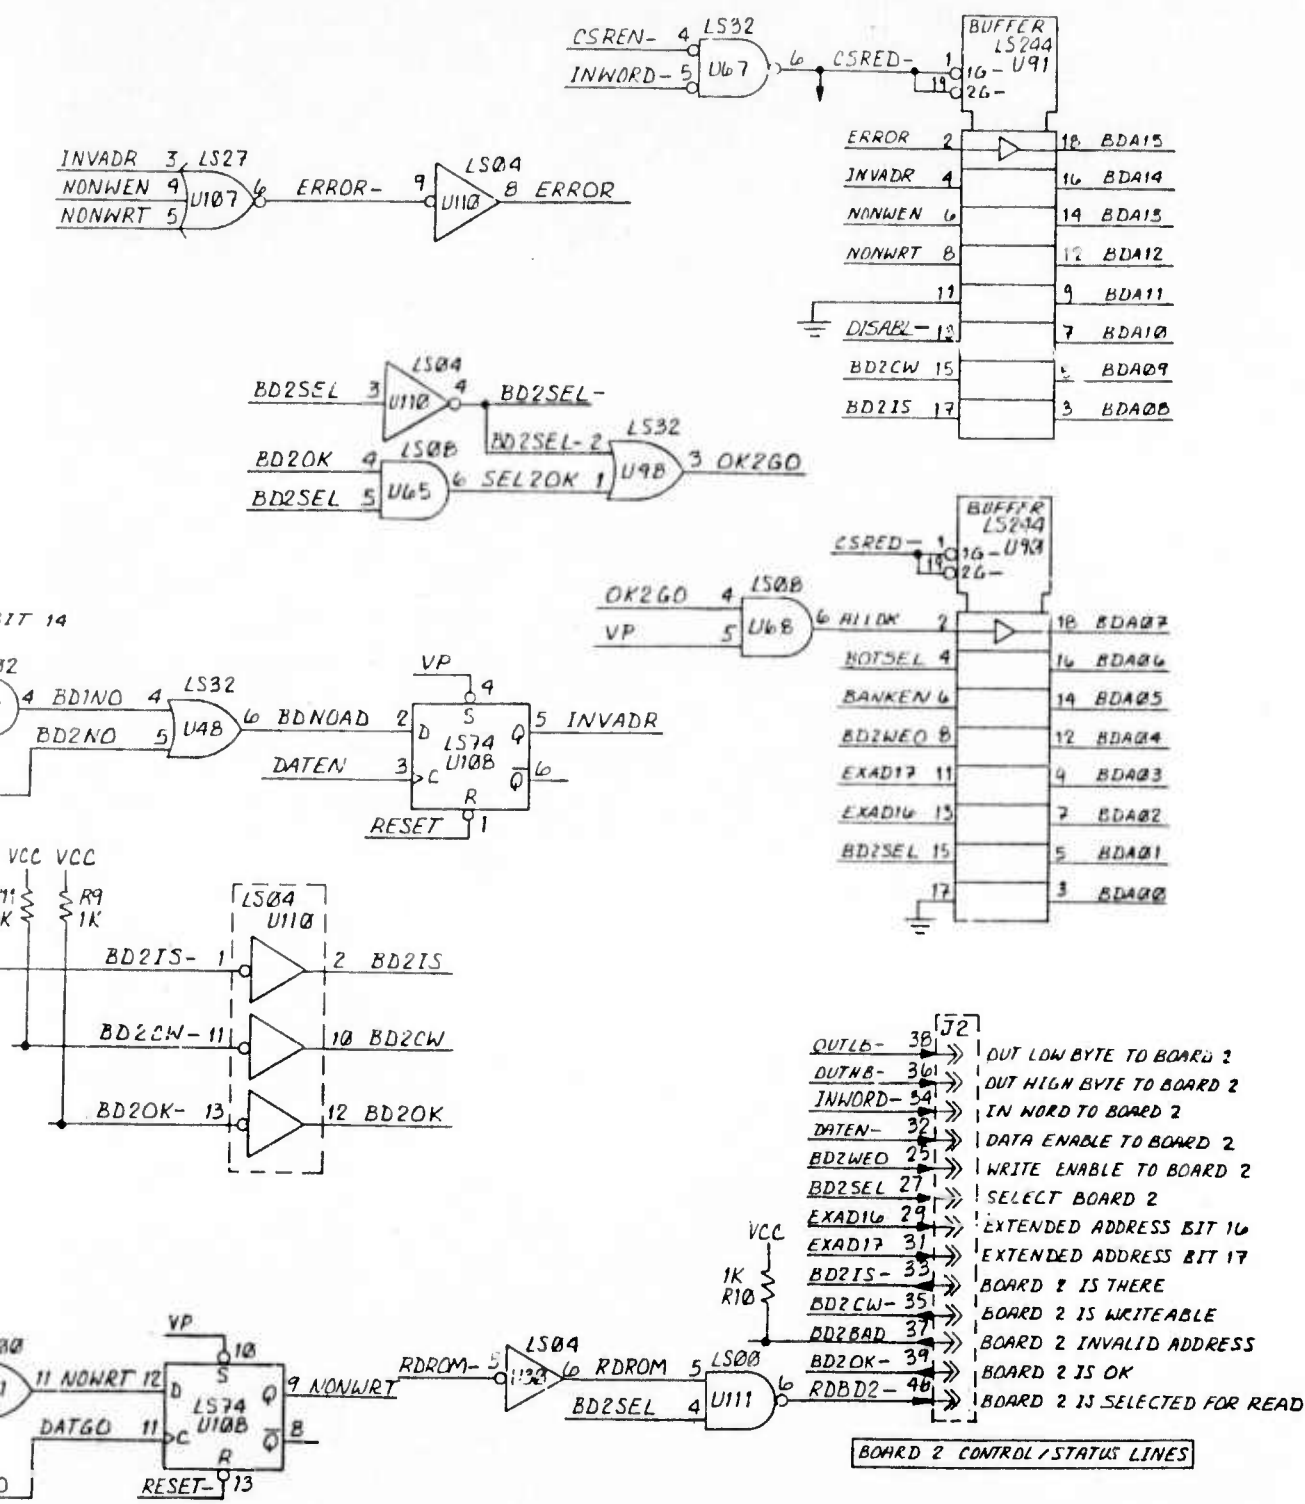 CSREN- 4 LS32
INWORD- 5 U67 6 CSRED-
BUFFER
LS244
U91
1 1G-
19 2G-
ERROR 2 18 BDA15
INVADR 4 16 BDA14
NONWEN 6 14 BDA13
NONWRT 8 12 BDA12
11 9 BDA11
DISABL- 13 7 BDA10
BD2CW 15 5 BDA09
BD2IS 17 3 BDA08
INVADR 3 LS27
NONWEN 4 U107 6 ERROR- 9 LS04 U110 8 ERROR
NONWRT 5
BD2SEL 3 LS04 U110 4 BD2SEL-
BD2SEL- 2 LS32
BD2OK 4 LS08
BD2SEL 5 U65 6 SEL2OK 1 U98 3 OK2GO
BUFFER
LS244
U90
CSRED- 1 1G-
19 2G-
OK2GO 4 LS08
VP 5 U68 6 ALLOK 2 18 BDA07
BOTSEL 4 16 BDA06
BANKEN 6 14 BDA05
BD2WEO 8 12 BDA04
EXAD17 11 9 BDA03
EXAD16 13 7 BDA02
BD2SEL 15 5 BDA01
17 3 BDA00
BIT 14
4 BD1NO 4 LS32
BD2NO 5 U48 6 BDNOAD 2
VP 4
S
D LS74 Q 5 INVADR
DATEN 3 C U108 Q 6
R
RESET 1
VCC VCC
R9
1K
LS04
U110
BD2IS- 1 2 BD2IS
BD2CW- 11 10 BD2CW
BD2OK- 13 12 BD2OK
J2
OUTLB- 38 OUT LOW BYTE TO BOARD 2
OUTHB- 36 OUT HIGH BYTE TO BOARD 2
INWORD- 34 IN WORD TO BOARD 2
DATEN- 32 DATA ENABLE TO BOARD 2
BD2WEO 25 WRITE ENABLE TO BOARD 2
BD2SEL 27 SELECT BOARD 2
EXAD16 29 EXTENDED ADDRESS BIT 16
EXAD17 31 EXTENDED ADDRESS BIT 17
BD2IS- 33 BOARD 2 IS THERE
BD2CW- 35 BOARD 2 IS WRITEABLE
BD2BAD 37 BOARD 2 INVALID ADDRESS
BD2OK- 39 BOARD 2 IS OK
RDBD2- 40 BOARD 2 IS SELECTED FOR READ
VCC
1K
R10
VP 10
S
11 NOWRT 12 D LS74 Q 9 NONWRT
DATGO 11 C U108 Q 8
R
RESET- 13
RDROM- 5 LS04 6 RDROM 5 LS00
BD2SEL 4 U111 6
BOARD 2 CONTROL/STATUS LINES